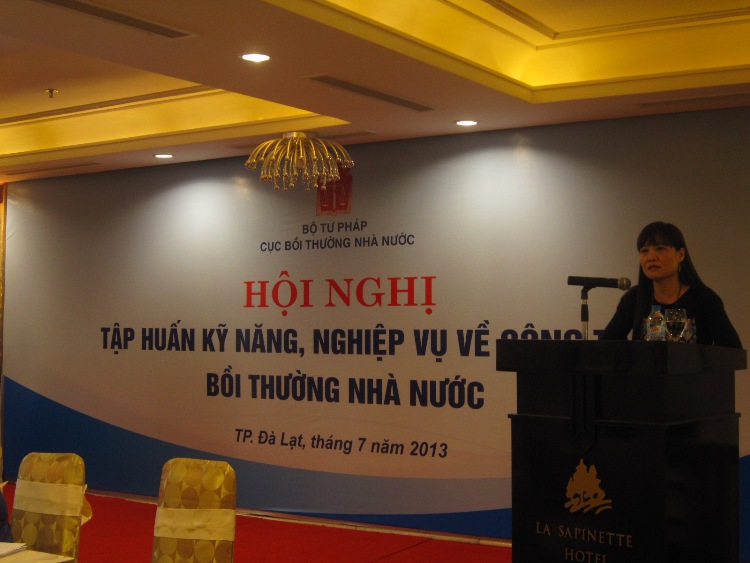 BỘ TƯ PHÁP
CỤC BỒI THƯỜNG NHÀ NƯỚC
HỘI NGHỊ
TẬP HUẤN KỸ NĂNG, NGHIỆP VỤ VỀ CÔNG T
BỒI THƯỜNG NHÀ NƯỚC
TP. Đà Lạt, tháng 7 năm 2013
LA SAPINETTE
HOTEL